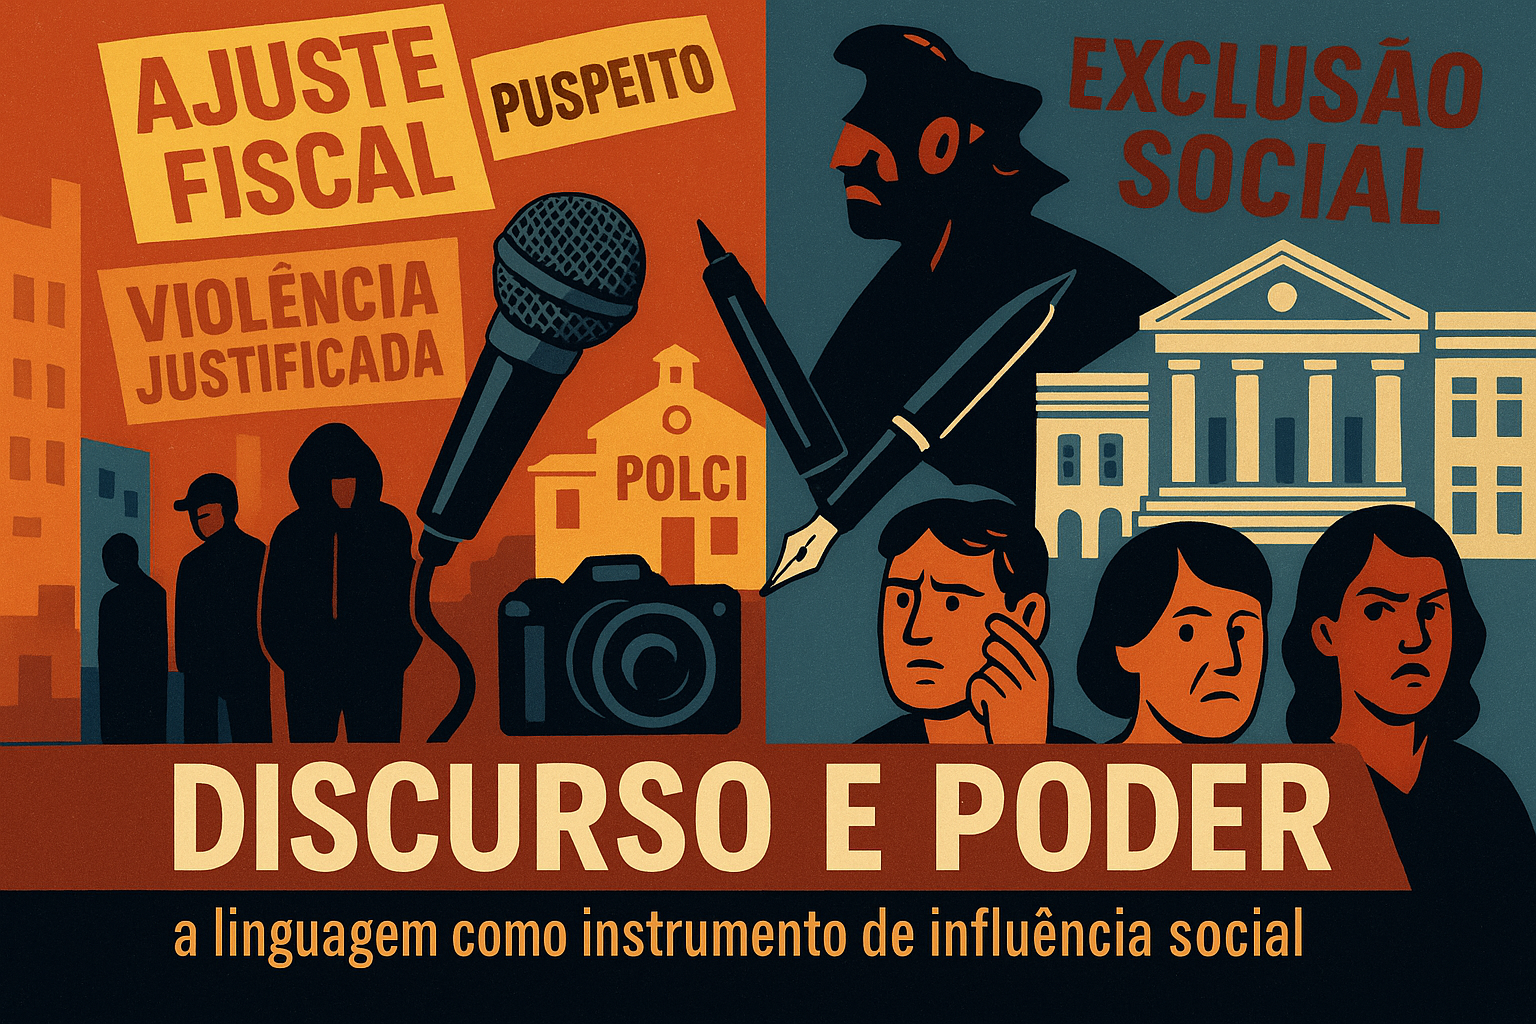 AJUSTE
FISCAL
PUSPEITO
VIOLÊNCIA
JUSTIFICADA
POLCI
EXCLUSÃO
SOCIAL
DISCURSO E PODER
a linguagem como instrumento de influência social